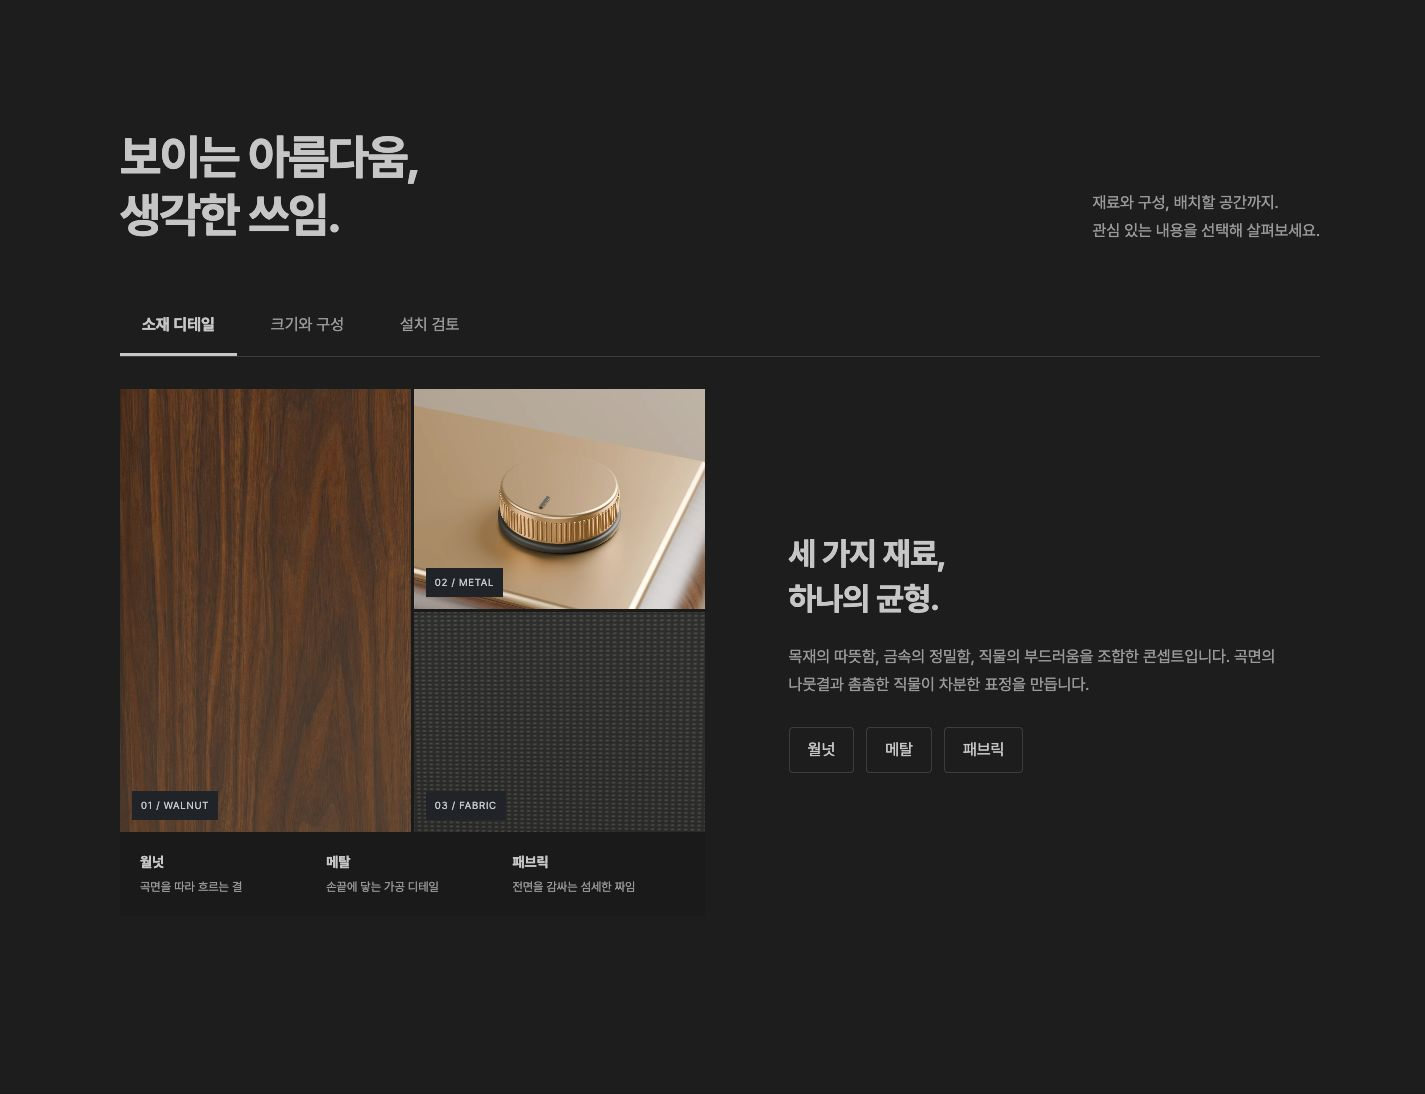 보이는 아름다움,
생각한 쓰임.
재료와 구성, 배치할 공간까지.
관심 있는 내용을 선택해 살펴보세요.
소재 디테일
크기와 구성
설치 검토
02 / METAL
01 / WALNUT
03 / FABRIC
월넛
곡면을 따라 흐르는 결
메탈
손끝에 닿는 가공 디테일
패브릭
전면을 감싸는 섬세한 짜임
세 가지 재료,
하나의 균형.
목재의 따뜻함, 금속의 정밀함, 직물의 부드러움을 조합한 콘셉트입니다. 곡면의
나뭇결과 촘촘한 직물이 차분한 표정을 만듭니다.
월넛
메탈
패브릭